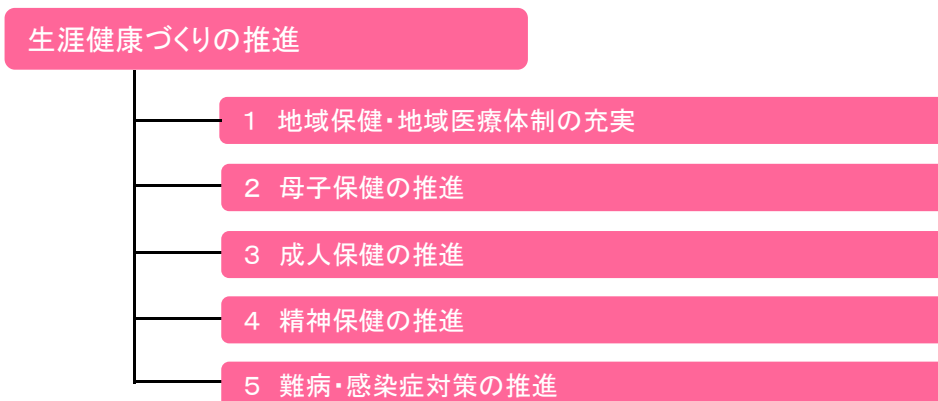 生涯健康づくりの推進
１　地域保健・地域医療体制の充実
２　母子保健の推進
３　成人保健の推進
４　精神保健の推進
５　難病・感染症対策の推進